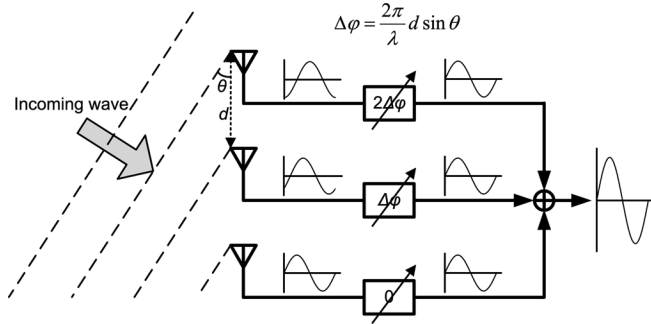 Δφ = 2π/λ d sin θ
θ
2Δφ
Incoming wave
d
Δφ
0